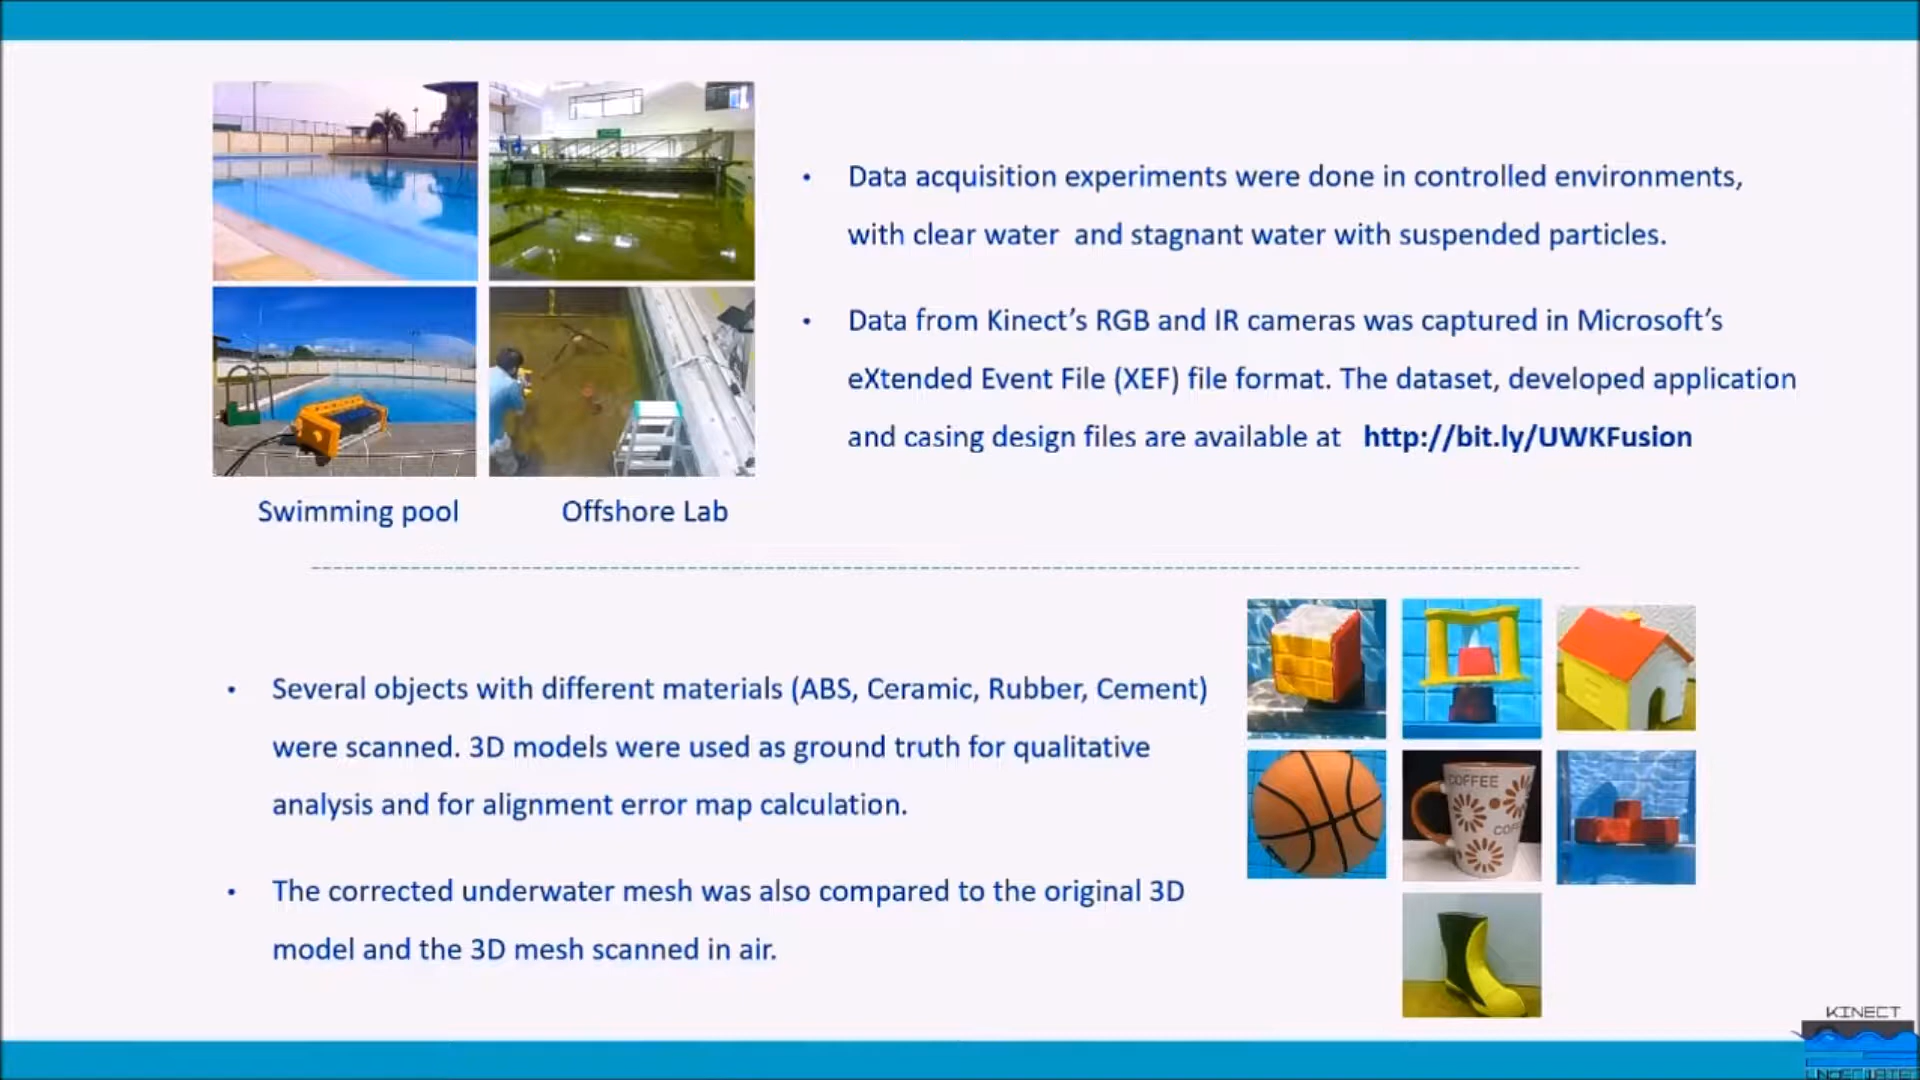 • Data acquisition experiments were done in controlled environments,
with clear water and stagnant water with suspended particles.
• Data from Kinect's RGB and IR cameras was captured in Microsoft's
eXtended Event File (XEF) file format. The dataset, developed application
and casing design files are available at http://bit.ly/UWKFusion
Swimming pool
Offshore Lab
• Several objects with different materials (ABS, Ceramic, Rubber, Cement)
were scanned. 3D models were used as ground truth for qualitative
analysis and for alignment error map calculation.
• The corrected underwater mesh was also compared to the original 3D
model and the 3D mesh scanned in air.
COFFEE
KINECT